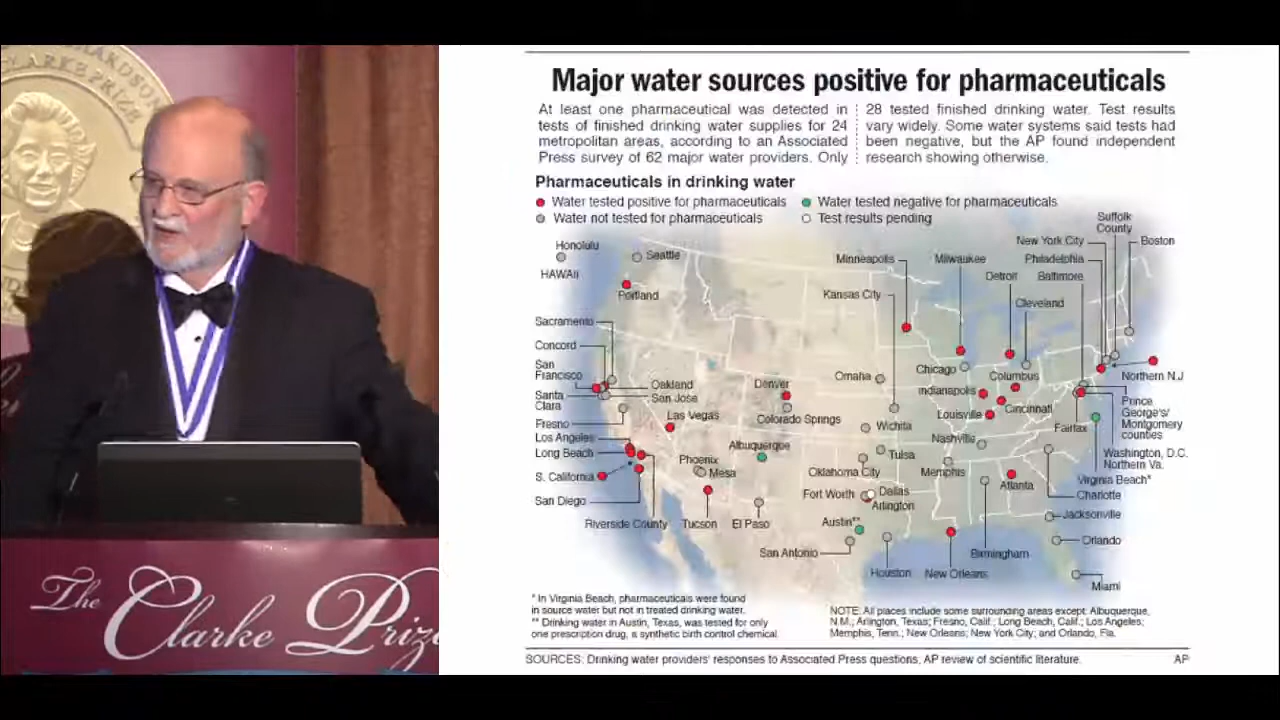 HARDSON
CLARKE PRIZE
The
Clarke Prize
Major water sources positive for pharmaceuticals
At least one pharmaceutical was detected in
tests of finished drinking water supplies for 24
metropolitan areas, according to an Associated
Press survey of 62 major water providers. Only
28 tested finished drinking water. Test results
vary widely. Some water systems said tests had
been negative, but the AP found independent
research showing otherwise.
Pharmaceuticals in drinking water
Water tested positive for pharmaceuticals
Water tested negative for pharmaceuticals
Water not tested for pharmaceuticals
Test results pending
Suffolk
County
New York City
Boston
Honolulu
HAWAII
Seattle
Minneapolis
Milwaukee
Philadelphia
Detroit
Baltimore
Portland
Kansas City
Cleveland
Sacramento
Concord
San
Francisco
Oakland
Santa
Clara
San Jose
Denver
Omaha
Chicago
Columbus
Northern N.J
Indianapolis
Las Vegas
Colorado Springs
Louisville
Cincinnati
Prince
George's/
Montgomery
counties
Fresno
Fairfax
Wichita
Los Angeles
Albuquerque
Nashville
Long Beach
Phoenix
Mesa
Tulsa
Washington, D.C.
Northern Va.
S. California
Oklahoma City
Memphis
Virginia Beach*
San Diego
Fort Worth
Dallas
Arlington
Atlanta
Charlotte
Riverside County
Tucson
El Paso
Austin**
Jacksonville
San Antonio
Birmingham
Orlando
Houston
New Orleans
Miami
* In Virginia Beach, pharmaceuticals were found
in source water but not in treated drinking water.
** Drinking water in Austin, Texas, was tested for only
one prescription drug, a synthetic birth control chemical.
NOTE: All places include some surrounding areas except: Albuquerque,
N.M.; Arlington, Texas; Fresno, Calif.; Long Beach, Calif.; Los Angeles;
Memphis, Tenn.; New Orleans; New York City; and Orlando, Fla.
SOURCES: Drinking water providers' responses to Associated Press questions, AP review of scientific literature.
AP